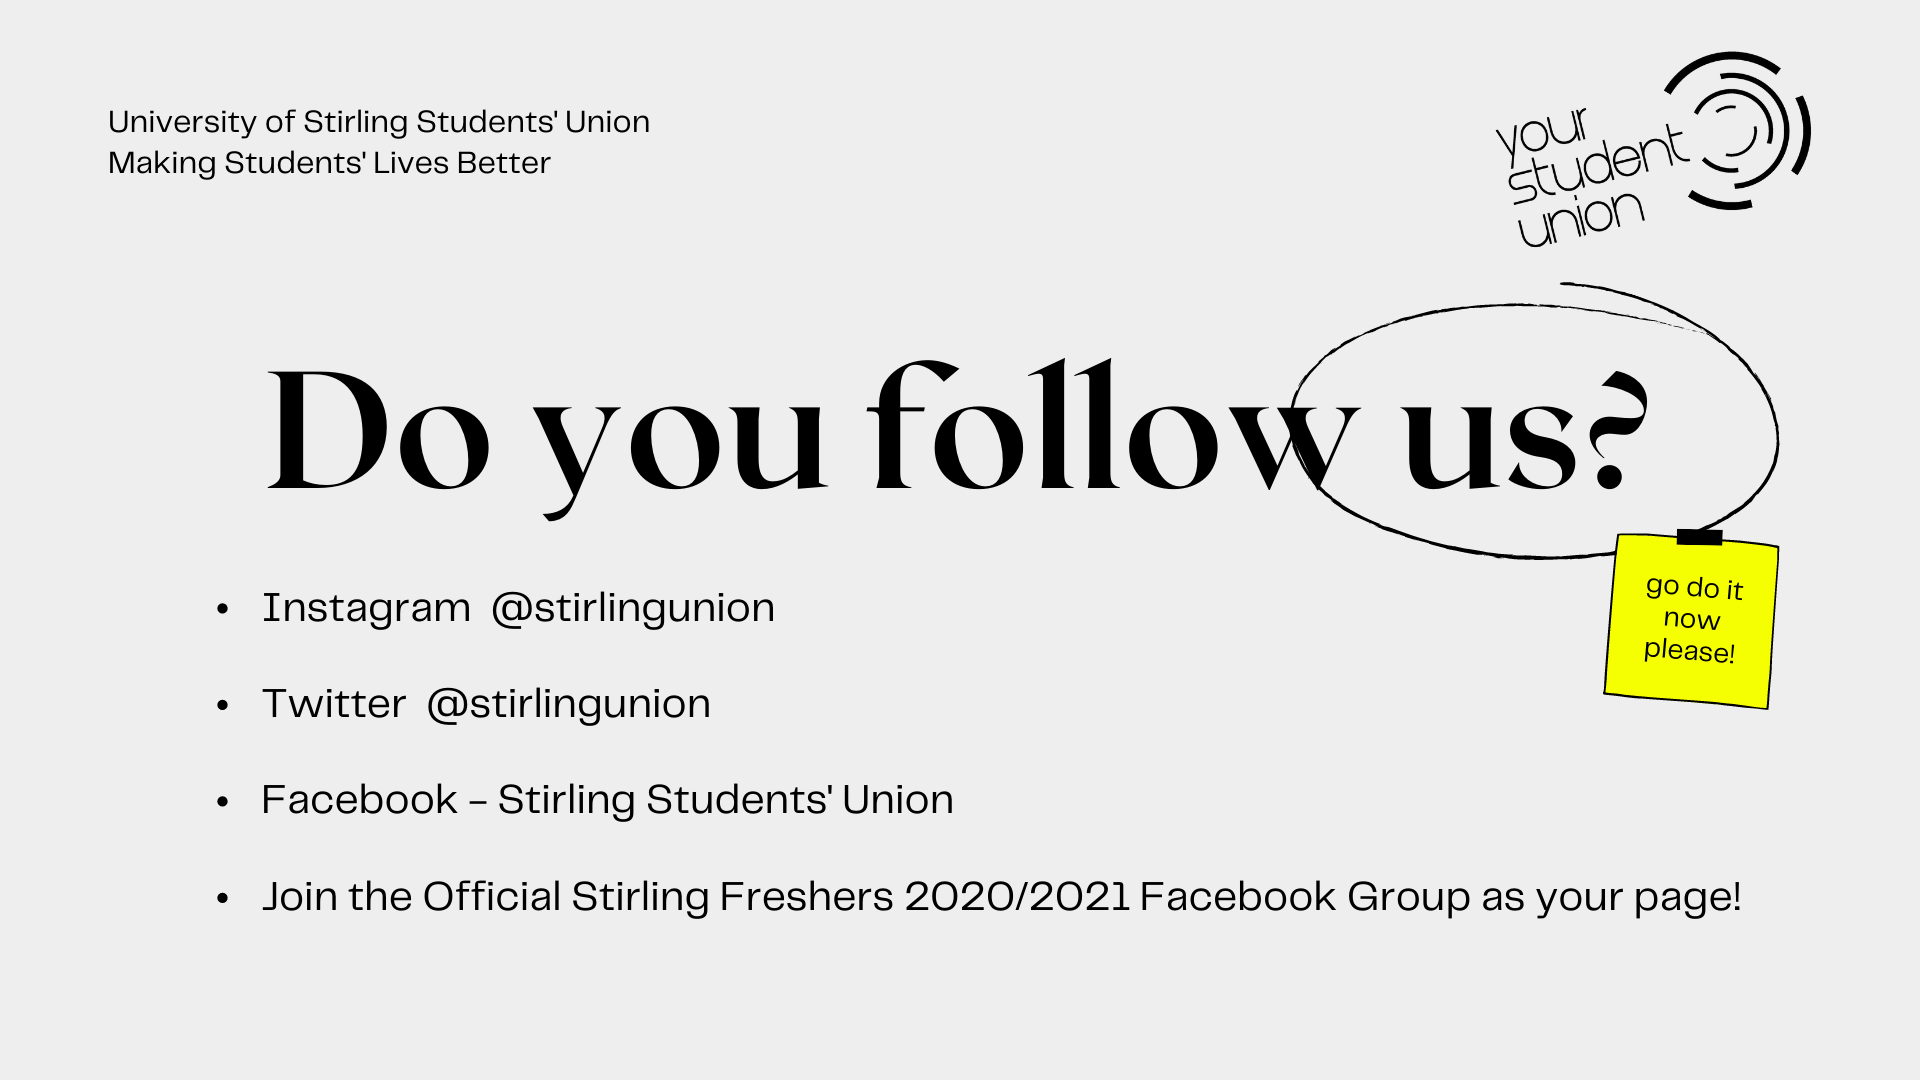 University of Stirling Students' Union
Making Students' Lives Better
your
student
union
Do you follow us?
go do it
now
please!
• Instagram @stirlingunion
• Twitter @stirlingunion
• Facebook - Stirling Students' Union
• Join the Official Stirling Freshers 2020/2021 Facebook Group as your page!